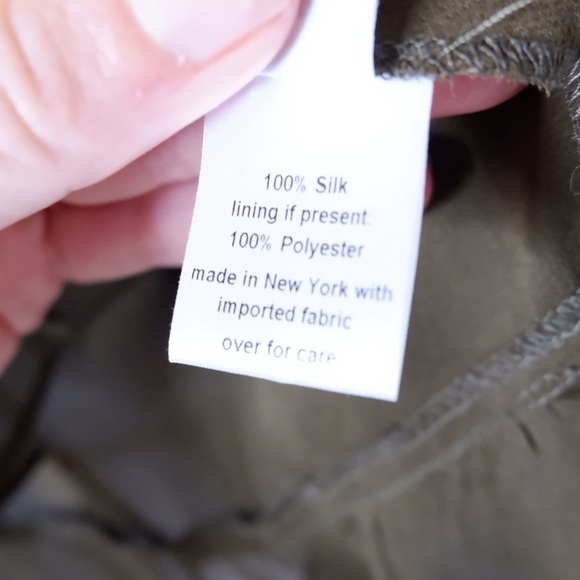 100% Silk
lining if present.
100% Polyester
made in New York with
imported fabric
over for care